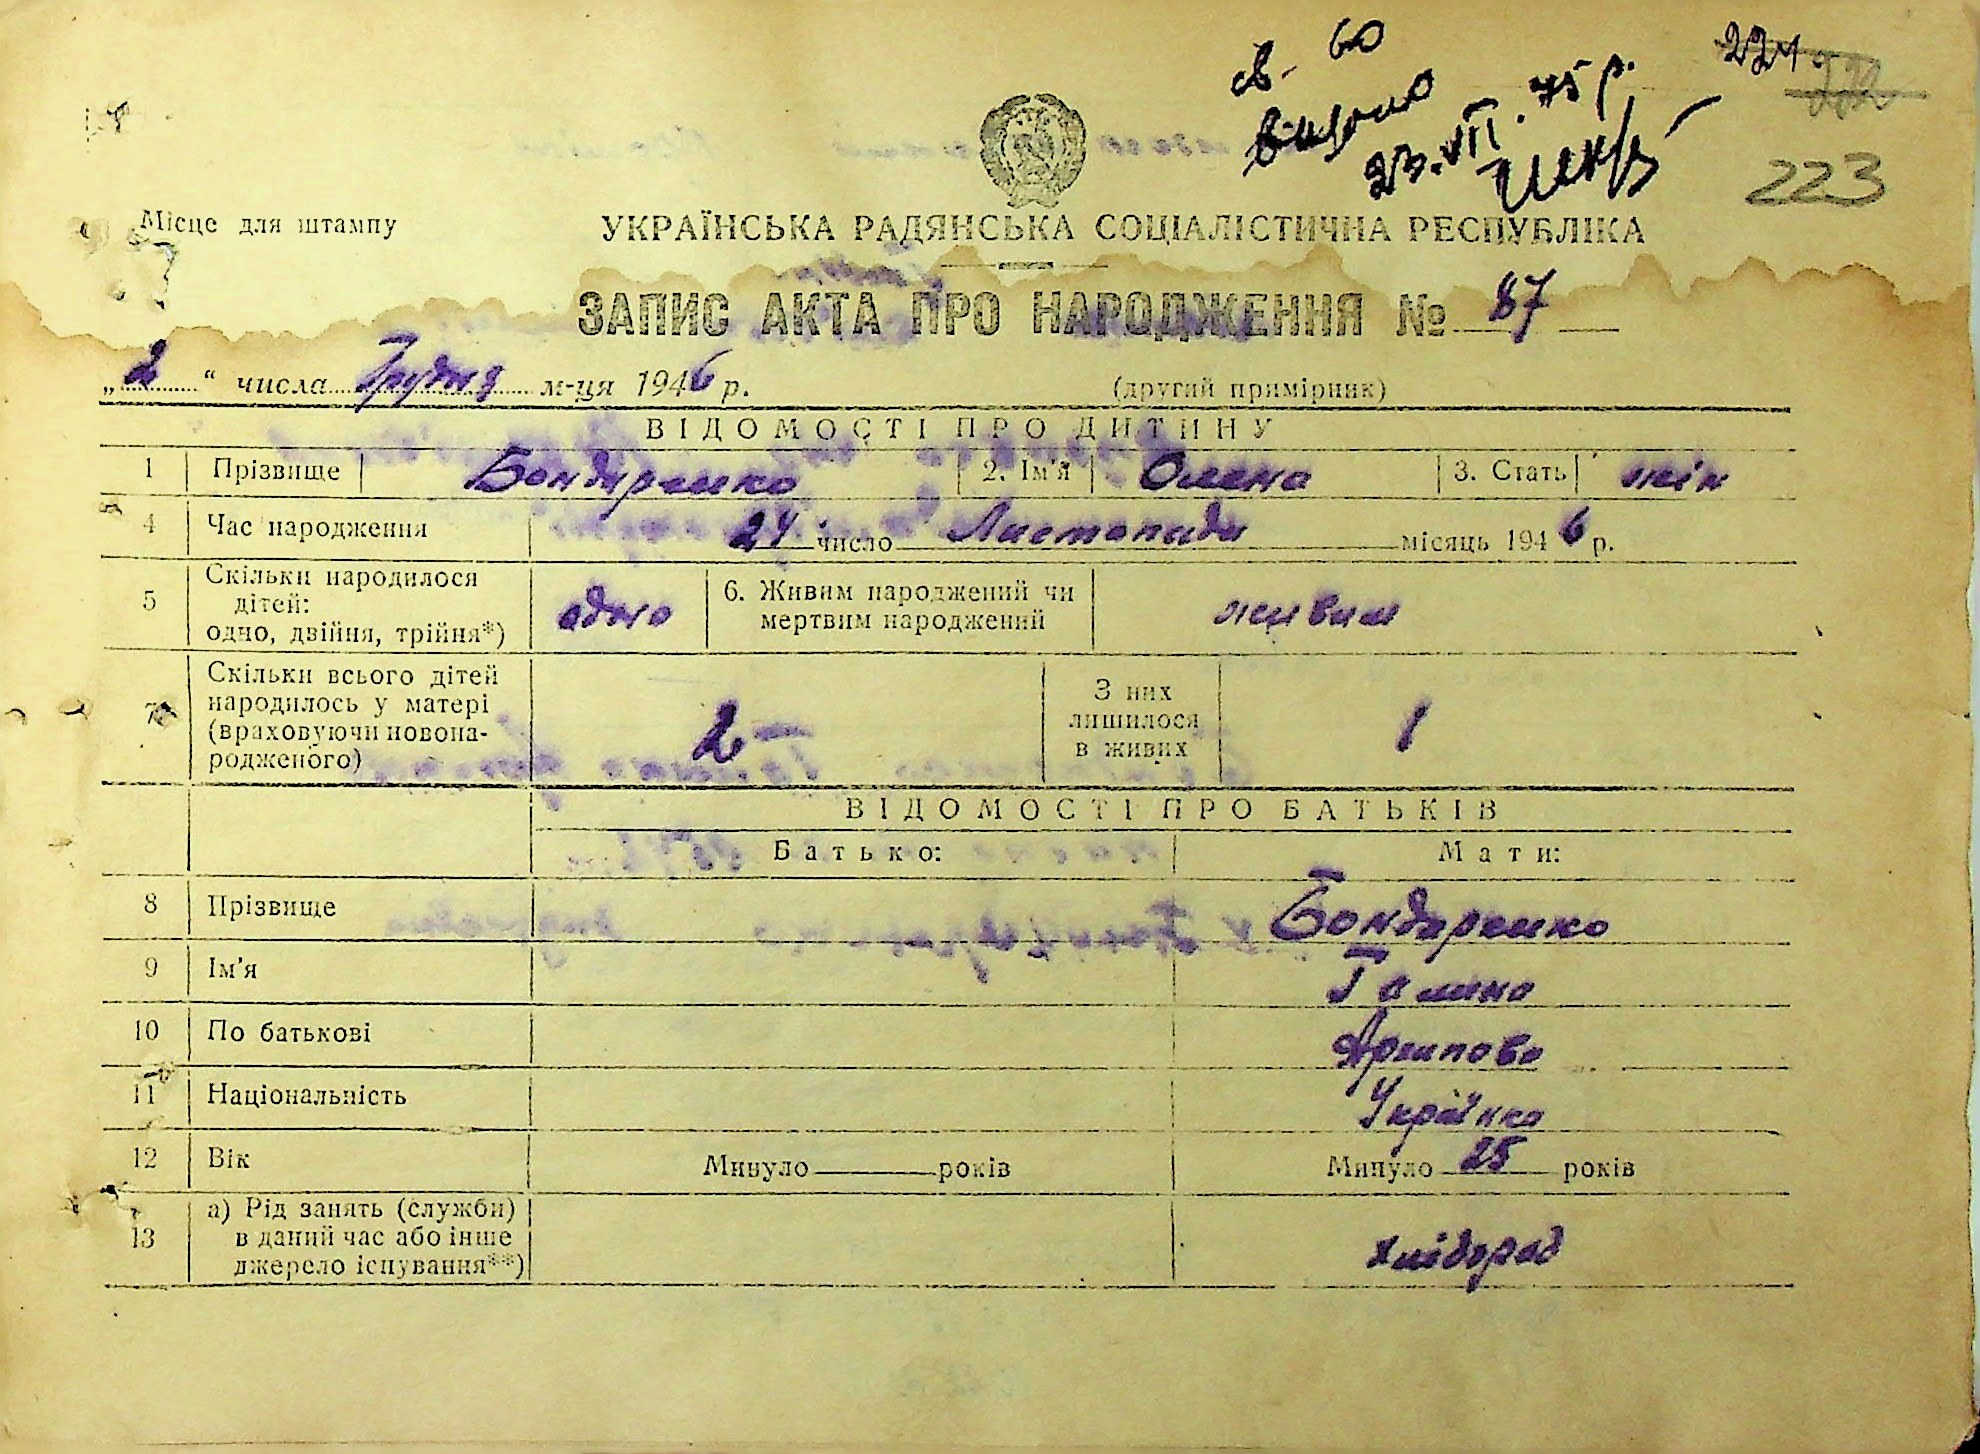 св- 60
видано
23.VII.75 р.
224.
223
Місце для штампу
УКРАЇНСЬКА РАДЯНСЬКА СОЦІАЛІСТИЧНА РЕСПУБЛІКА
ЗАПИС АКТА ПРО НАРОДЖЕННЯ № 87
„2“ числа Грудня м-ця 1946 р. (другий примірник)
ВІДОМОСТІ ПРО ДИТИНУ
1 Прізвище Бондаренко 2. Ім'я Олена 3. Стать жін
4 Час народження 24 число Листопада місяць 1946 р.
5 Скільки народилося дітей: одно, двійня, трійня*) одно 6. Живим народжений чи мертвим народжений живим
7 Скільки всього дітей народилось у матері (враховуючи новонародженого) 2 З них лишилося в живих 1
ВІДОМОСТІ ПРО БАТЬКІВ
Батько: Мати:
8 Прізвище Бондаренко
9 Ім'я Галина
10 По батькові Архипова
11 Національність Українка
12 Вік Минуло років Минуло 25 років
13 а) Рід занять (служби) в даний час або інше джерело існування**) хлібороб